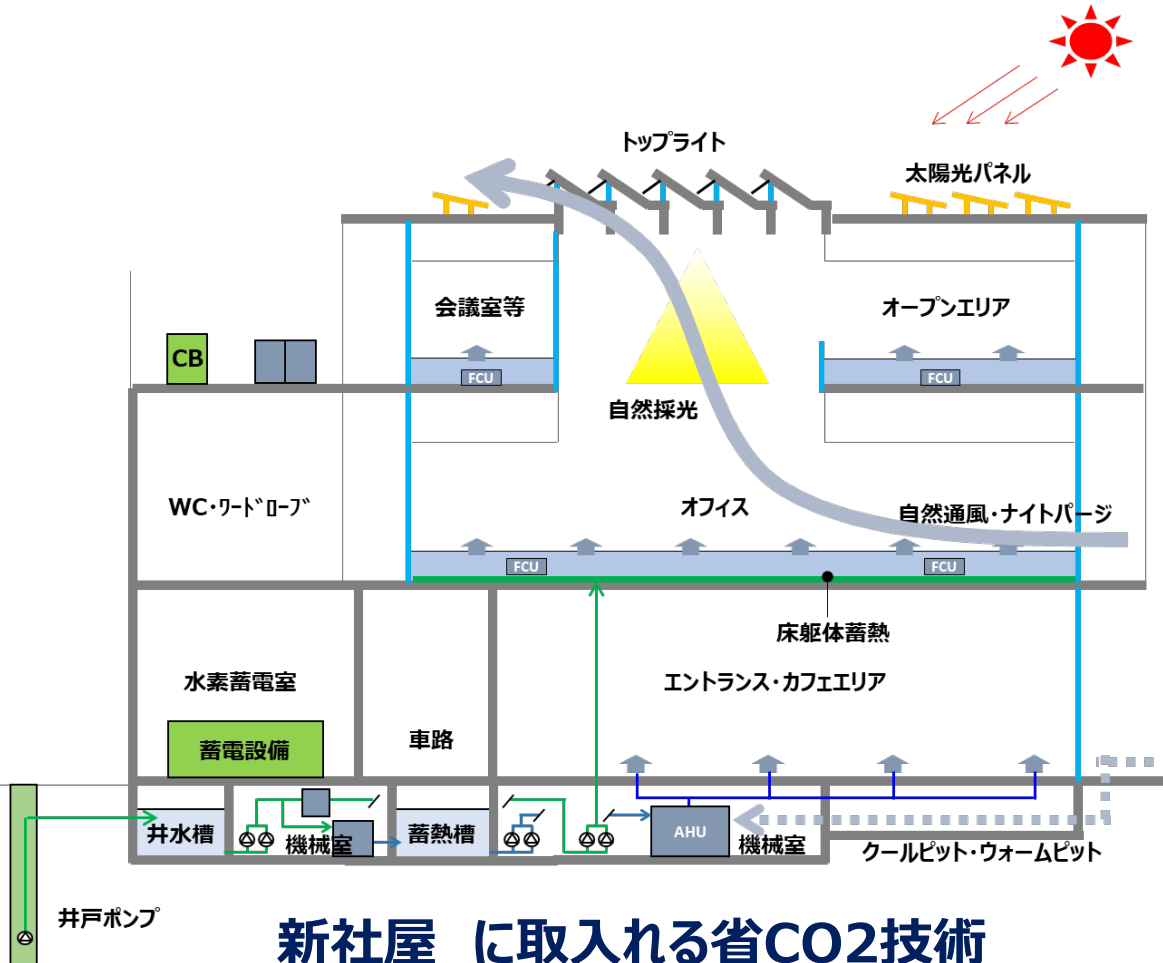 トップライト
太陽光パネル
会議室等
オープンエリア
CB
FCU
FCU
自然採光
WC・ﾜｰﾄﾞﾛｰﾌﾞ
オフィス
自然通風・ナイトパージ
FCU
FCU
床躯体蓄熱
水素蓄電室
エントランス・カフェエリア
車路
蓄電設備
井水槽
機械室
蓄熱槽
AHU
機械室
クールピット・ウォームピット
井戸ポンプ
新社屋 に取入れる省CO2技術